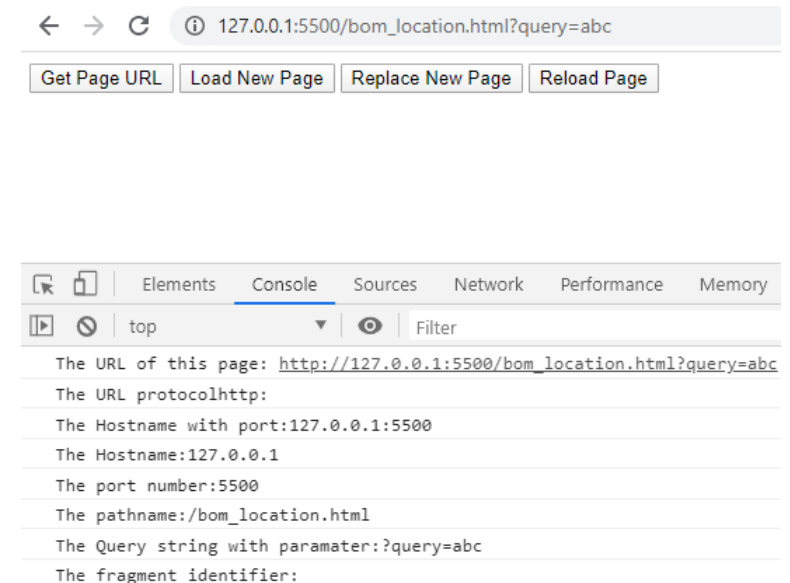 127.0.0.1:5500/bom_location.html?query=abc
Get Page URL Load New Page Replace New Page Reload Page
Elements Console Sources Network Performance Memory
top Filter
The URL of this page: http://127.0.0.1:5500/bom_location.html?query=abc
The URL protocolhttp:
The Hostname with port:127.0.0.1:5500
The Hostname:127.0.0.1
The port number:5500
The pathname:/bom_location.html
The Query string with paramater:?query=abc
The fragment identifier: